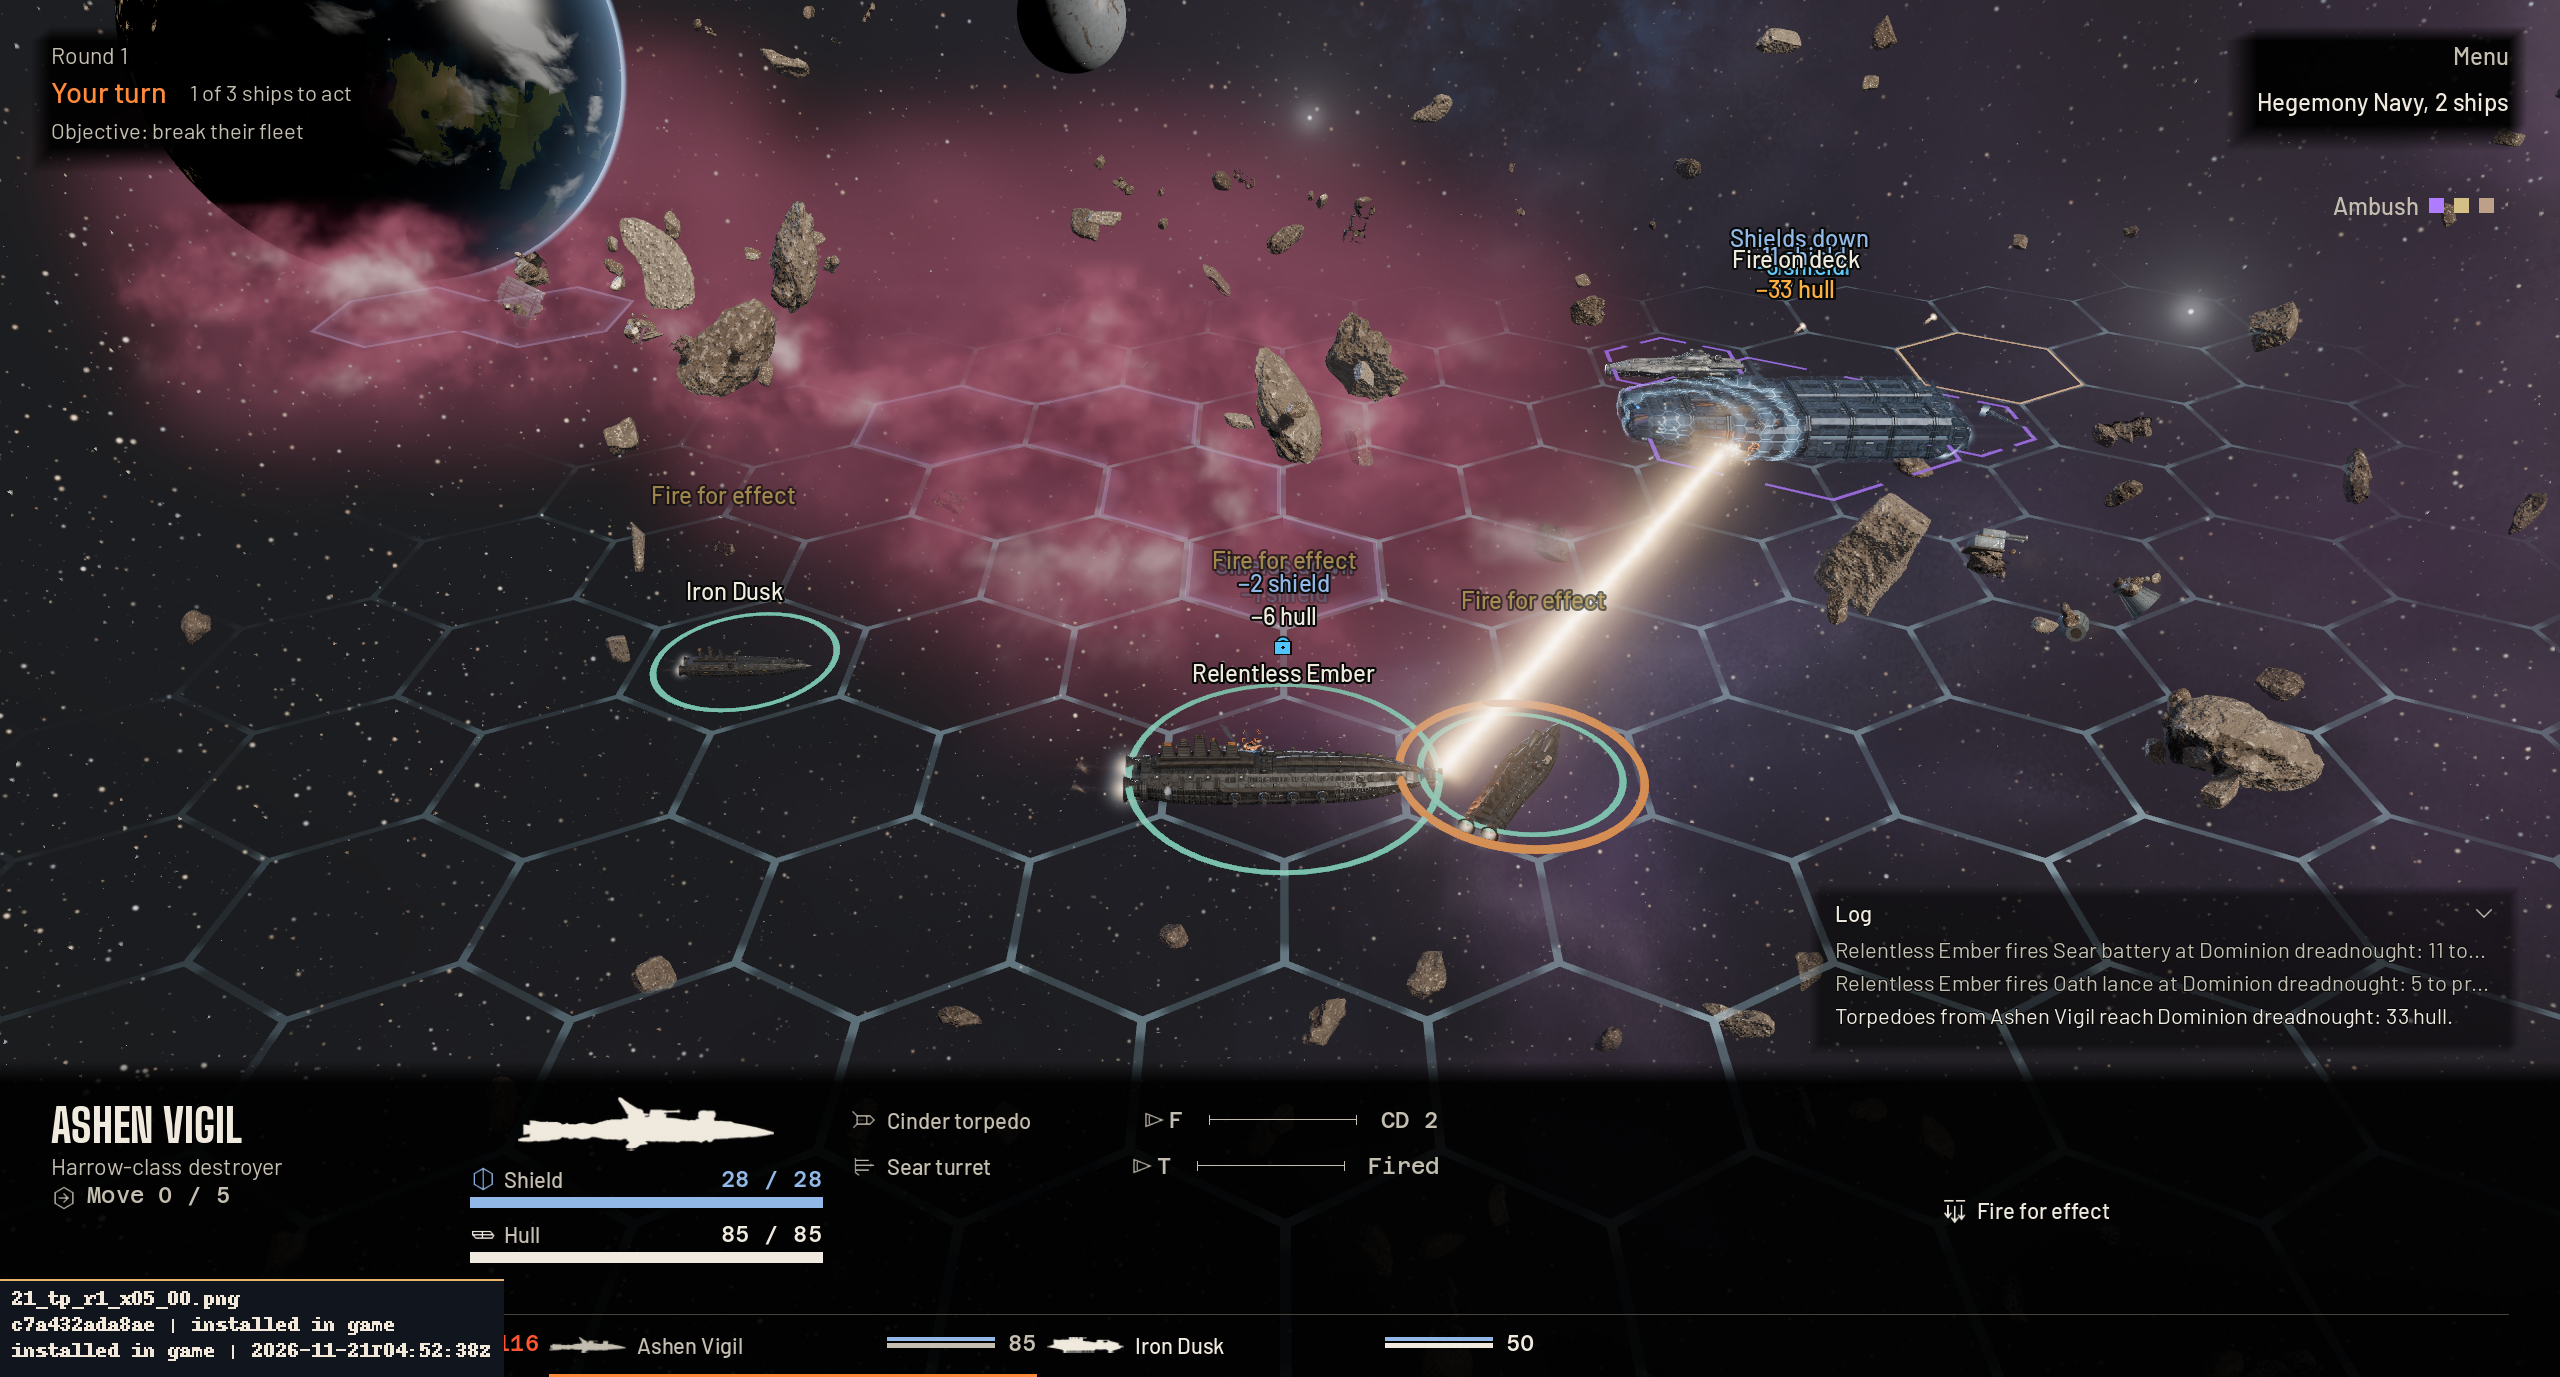 Round 1
Your turn 1 of 3 ships to act
Objective: break their fleet
Menu
Hegemony Navy, 2 ships
Ambush
Shields down
Fire on deck
–33 hull
Fire for effect
Iron Dusk
Fire for effect
–2 shield
–6 hull
Relentless Ember
Fire for effect
Log
Relentless Ember fires Sear battery at Dominion dreadnought: 11 to...
Relentless Ember fires Oath lance at Dominion dreadnought: 5 to pr...
Torpedoes from Ashen Vigil reach Dominion dreadnought: 33 hull.
ASHEN VIGIL
Harrow-class destroyer
Move 0 / 5
Shield 28 / 28
Hull 85 / 85
Cinder torpedo F CD 2
Sear turret T Fired
Fire for effect
21_tp_r1_x05_00.png
c7a432ada8ae | installed in game
installed in game | 2026-11-21T04:52:38Z
116 Ashen Vigil 85 Iron Dusk 50